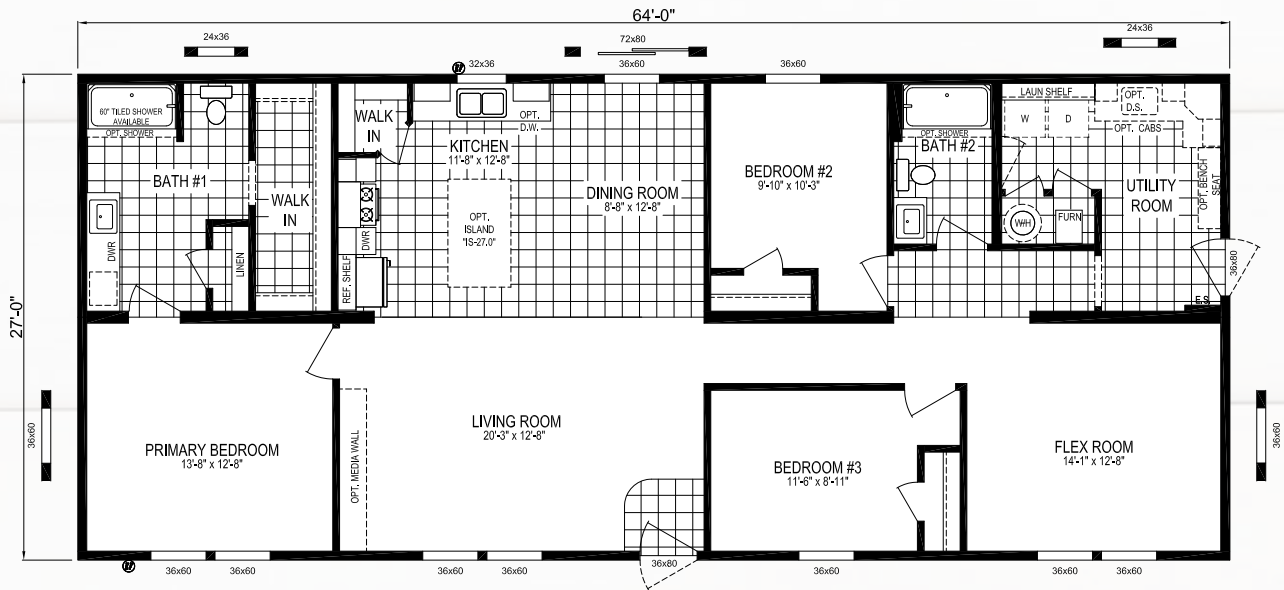 64'-0"
24x36
72x80
24x36
32x36
36x60
36x60
60" TILED SHOWER
AVAILABLE
OPT. SHOWER
BATH #1
WALK
IN
DWR
LINEN
WALK
IN
KITCHEN
11'-8" x 12'-8"
OPT.
D.W.
DINING ROOM
8'-8" x 12'-8"
OPT.
ISLAND
"IS-27.0"
DWR
REF. SHELF
BEDROOM #2
9'-10" x 10'-3"
OPT. SHOWER
BATH #2
LAUN SHELF
W
D
OPT.
D.S.
OPT. CABS
OPT. BENCH
SEAT
UTILITY
ROOM
W/H
FURN
36x80
E.S.
27'-0"
36x60
PRIMARY BEDROOM
13'-8" x 12'-8"
OPT. MEDIA WALL
LIVING ROOM
20'-3" x 12'-8"
BEDROOM #3
11'-6" x 8'-11"
FLEX ROOM
14'-1" x 12'-8"
36x60
36x60
36x60
36x60
36x60
36x80
36x60
36x60
36x60